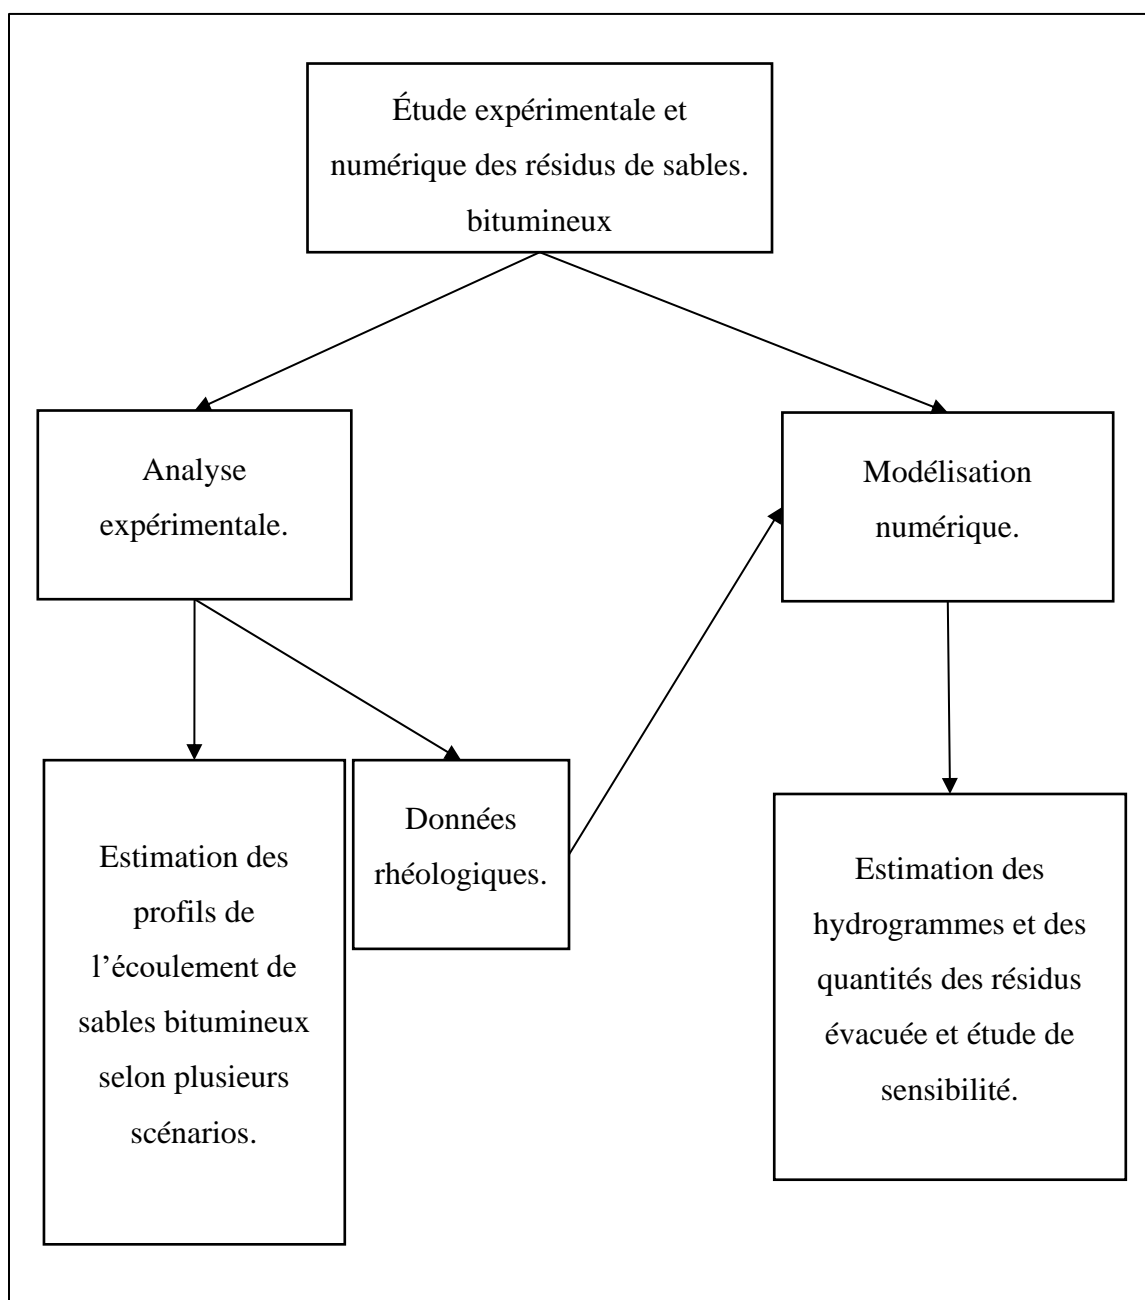 Étude expérimentale et
numérique des résidus de sables.
bitumineux
Analyse
expérimentale.
Modélisation
numérique.
Estimation des
profils de
l’écoulement de
sables bitumineux
selon plusieurs
scénarios.
Données
rhéologiques.
Estimation des
hydrogrammes et des
quantités des résidus
évacuée et étude de
sensibilité.